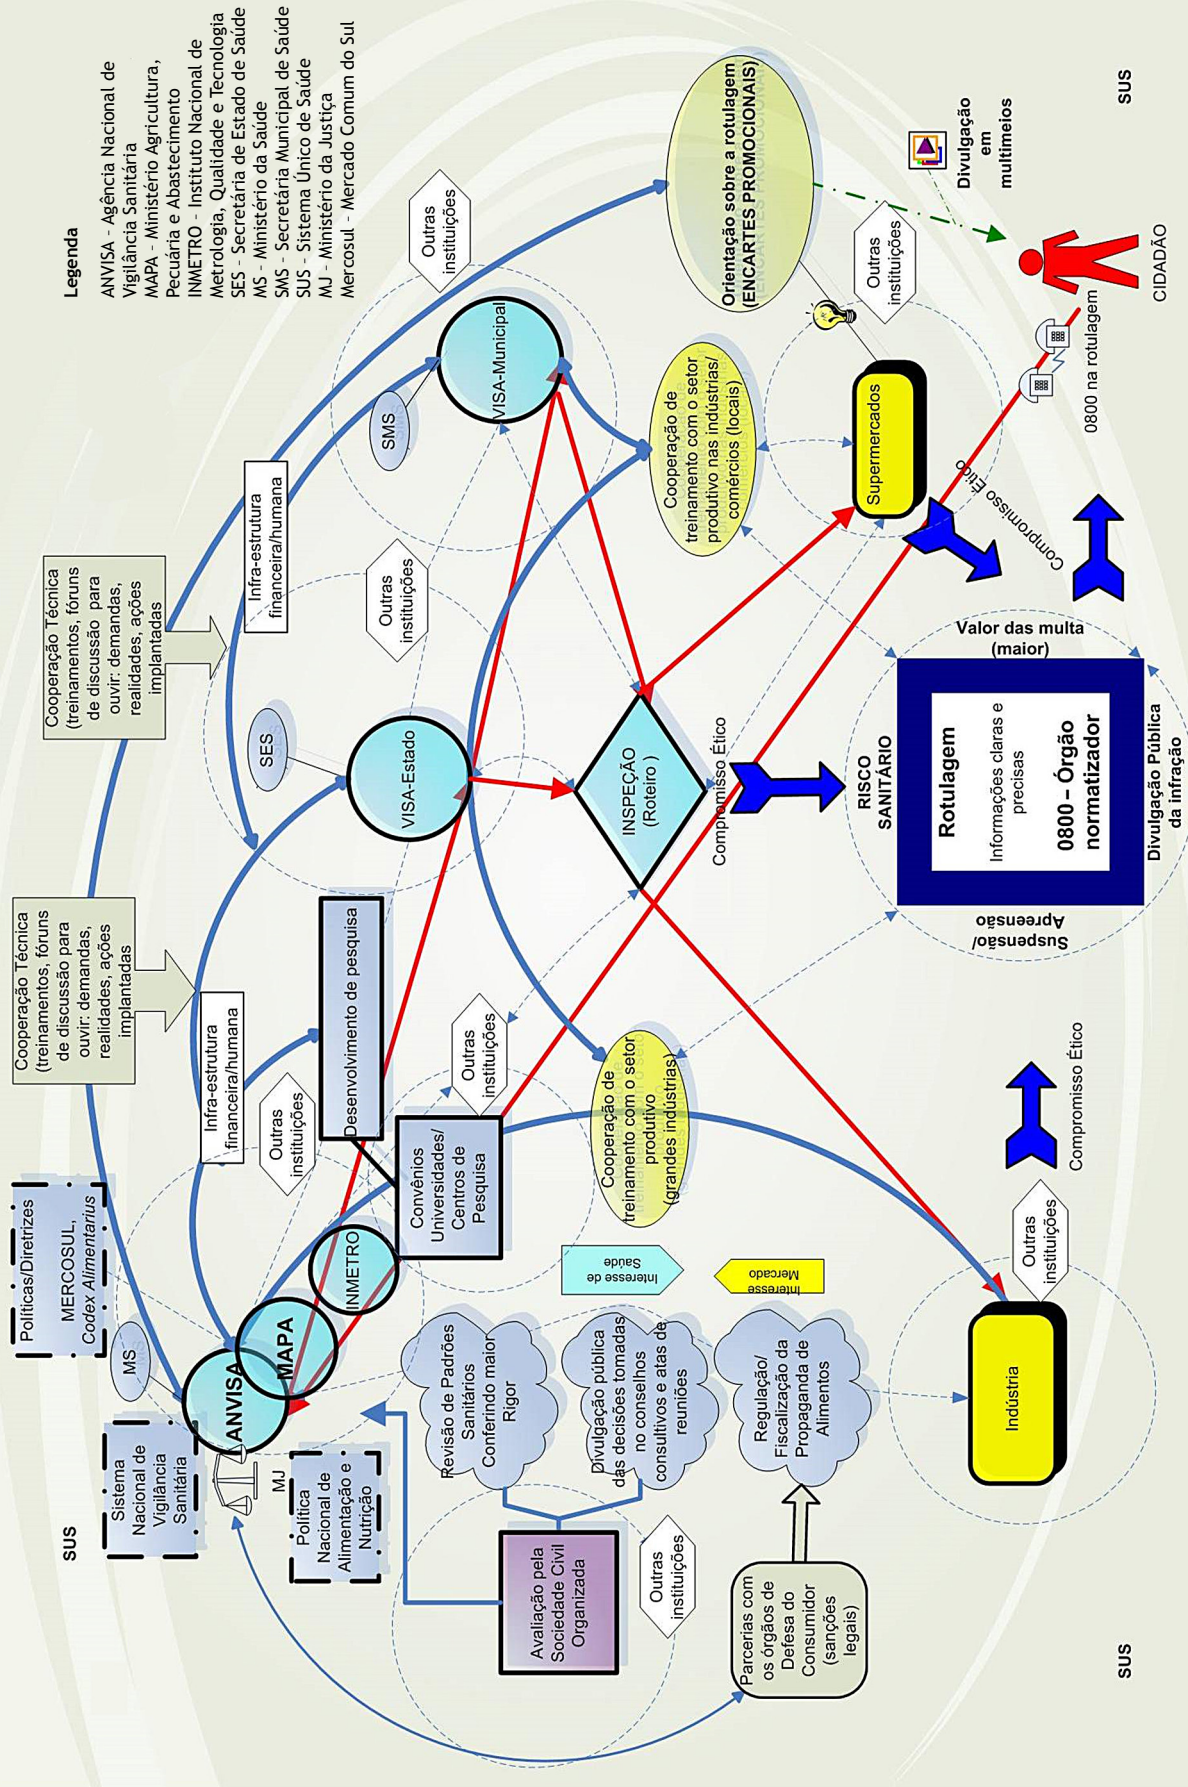 SUS
Sistema
Nacional de
Vigilância
Sanitária
Políticas/Diretrizes
MERCOSUL,
Codex Alimentarius
MS
Cooperação Técnica
(treinamentos, fóruns
de discussão para
ouvir: demandas,
realidades, ações
implantadas
Cooperação Técnica
(treinamentos, fóruns
de discussão para
ouvir: demandas,
realidades, ações
implantadas
Legenda
ANVISA - Agência Nacional de
Vigilância Sanitária
MAPA - Ministério Agricultura,
Pecuária e Abastecimento
INMETRO - Instituto Nacional de
Metrologia, Qualidade e Tecnologia
SES - Secretária de Estado de Saúde
MS - Ministério da Saúde
SMS - Secretária Municipal de Saúde
SUS - Sistema Único de Saúde
MJ - Ministério da Justiça
Mercosul - Mercado Comum do Sul
Infra-estrutura
financeira/humana
Infra-estrutura
financeira/humana
ANVISA
MAPA
INMETRO
MJ
Política
Nacional de
Alimentação e
Nutrição
Outras
instituições
Desenvolvimento de pesquisa
SES
VISA-Estado
Outras
instituições
SMS
VISA-Municipal
Outras
instituições
Convênios
Universidades/
Centros de
Pesquisa
Outras
instituições
Revisão de Padrões
Sanitários
Conferindo maior
Rigor
Avaliação pela
Sociedade Civil
Organizada
Divulgação pública
das decisões tomadas
no conselhos
consultivos e atas de
reuniões
Interesse de
Saúde
Cooperação de
treinamento com o setor
produtivo
(grandes indústrias)
INSPEÇÃO
(Roteiro )
Cooperação de
treinamento com o setor
produtivo nas indústrias/
comércios (locais)
Orientação sobre a rotulagem
(ENCARTES PROMOCIONAIS)
Outras
instituições
Interesse
Mercado
Regulação/
Fiscalização da
Propaganda de
Alimentos
Parcerias com
os órgãos de
Defesa do
Consumidor
(sanções
legais)
Compromisso Ético
Supermercados
Outras
instituições
RISCO
SANITÁRIO
Compromisso Ético
Divulgação
em
multimeios
Indústria
Outras
instituições
Compromisso Ético
Suspensão/
Apreensão
Rotulagem
Informações claras e
precisas
0800 – Órgão
normatizador
Valor das multa
(maior)
Divulgação Pública
da infração
0800 na rotulagem
CIDADÃO
SUS
SUS